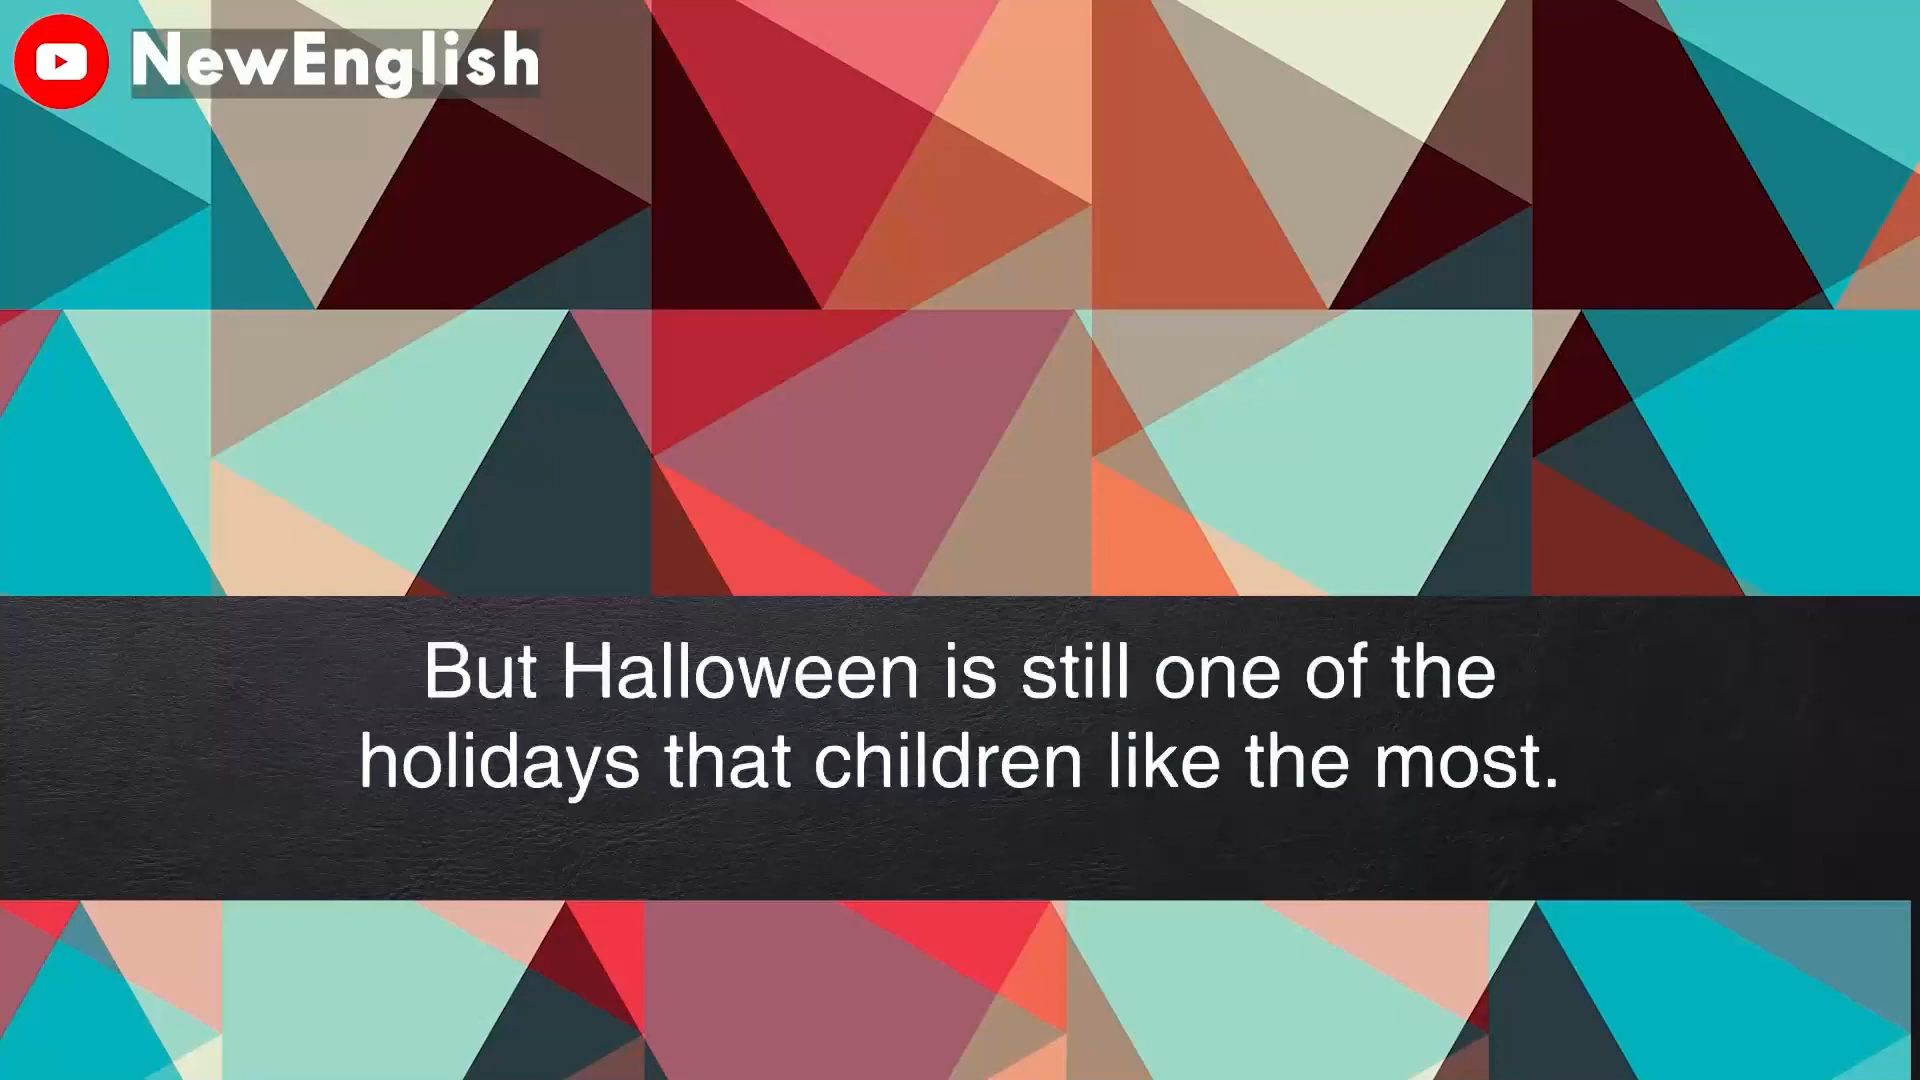 NewEnglish
But Halloween is still one of the
holidays that children like the most.